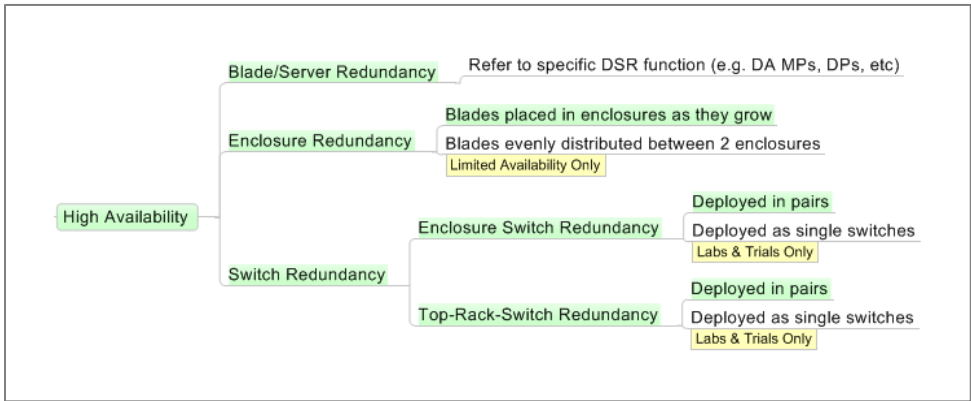 High Availability
Blade/Server Redundancy
Refer to specific DSR function (e.g. DA MPs, DPs, etc)
Enclosure Redundancy
Blades placed in enclosures as they grow
Blades evenly distributed between 2 enclosures
Limited Availability Only
Switch Redundancy
Enclosure Switch Redundancy
Deployed in pairs
Deployed as single switches
Labs & Trials Only
Top-Rack-Switch Redundancy
Deployed in pairs
Deployed as single switches
Labs & Trials Only